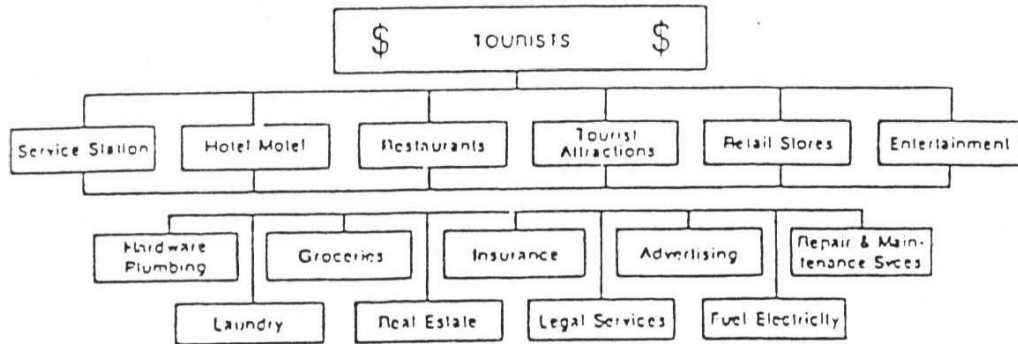 $ TOURISTS $
Service Station
Hotel Motel
Restaurants
Tourist
Attractions
Retail Stores
Entertainment
Hardware
Plumbing
Groceries
Insurance
Advertising
Repair & Main-
tenance Svces
Laundry
Real Estate
Legal Services
Fuel Electricity